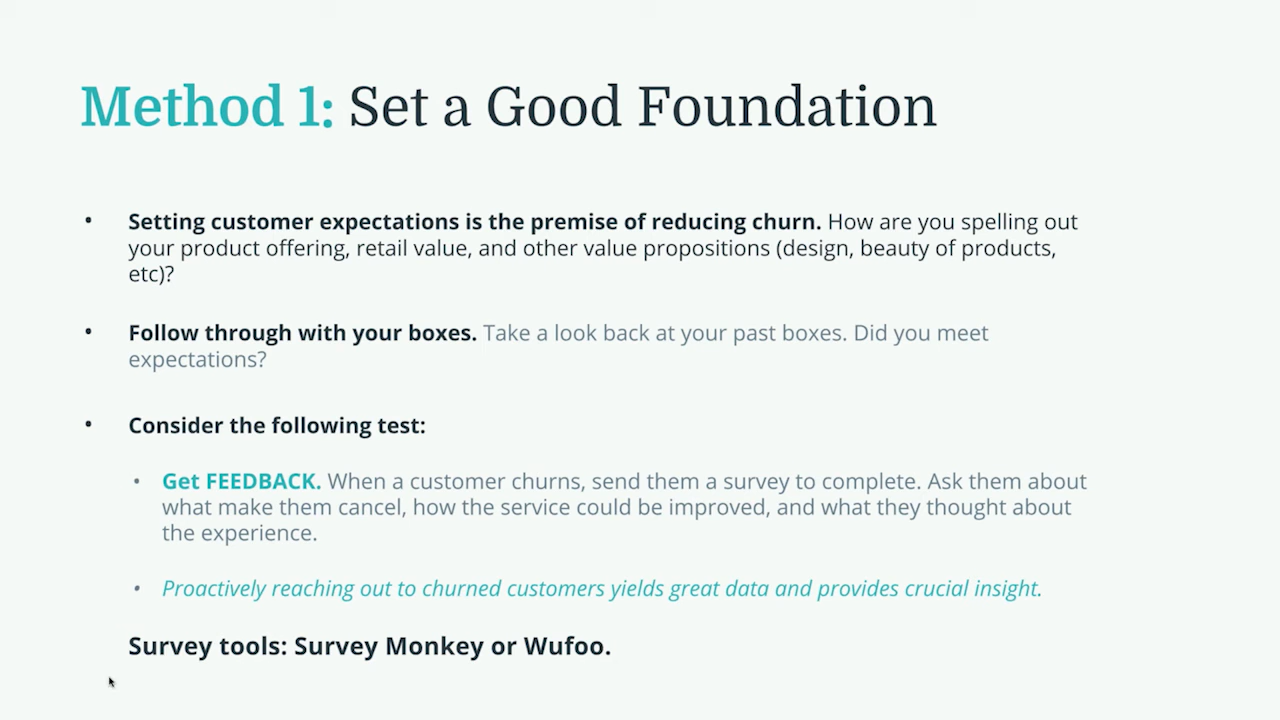 Method 1: Set a Good Foundation
• Setting customer expectations is the premise of reducing churn. How are you spelling out
your product offering, retail value, and other value propositions (design, beauty of products,
etc)?
• Follow through with your boxes. Take a look back at your past boxes. Did you meet
expectations?
• Consider the following test:
• Get FEEDBACK. When a customer churns, send them a survey to complete. Ask them about
what make them cancel, how the service could be improved, and what they thought about
the experience.
• Proactively reaching out to churned customers yields great data and provides crucial insight.
Survey tools: Survey Monkey or Wufoo.